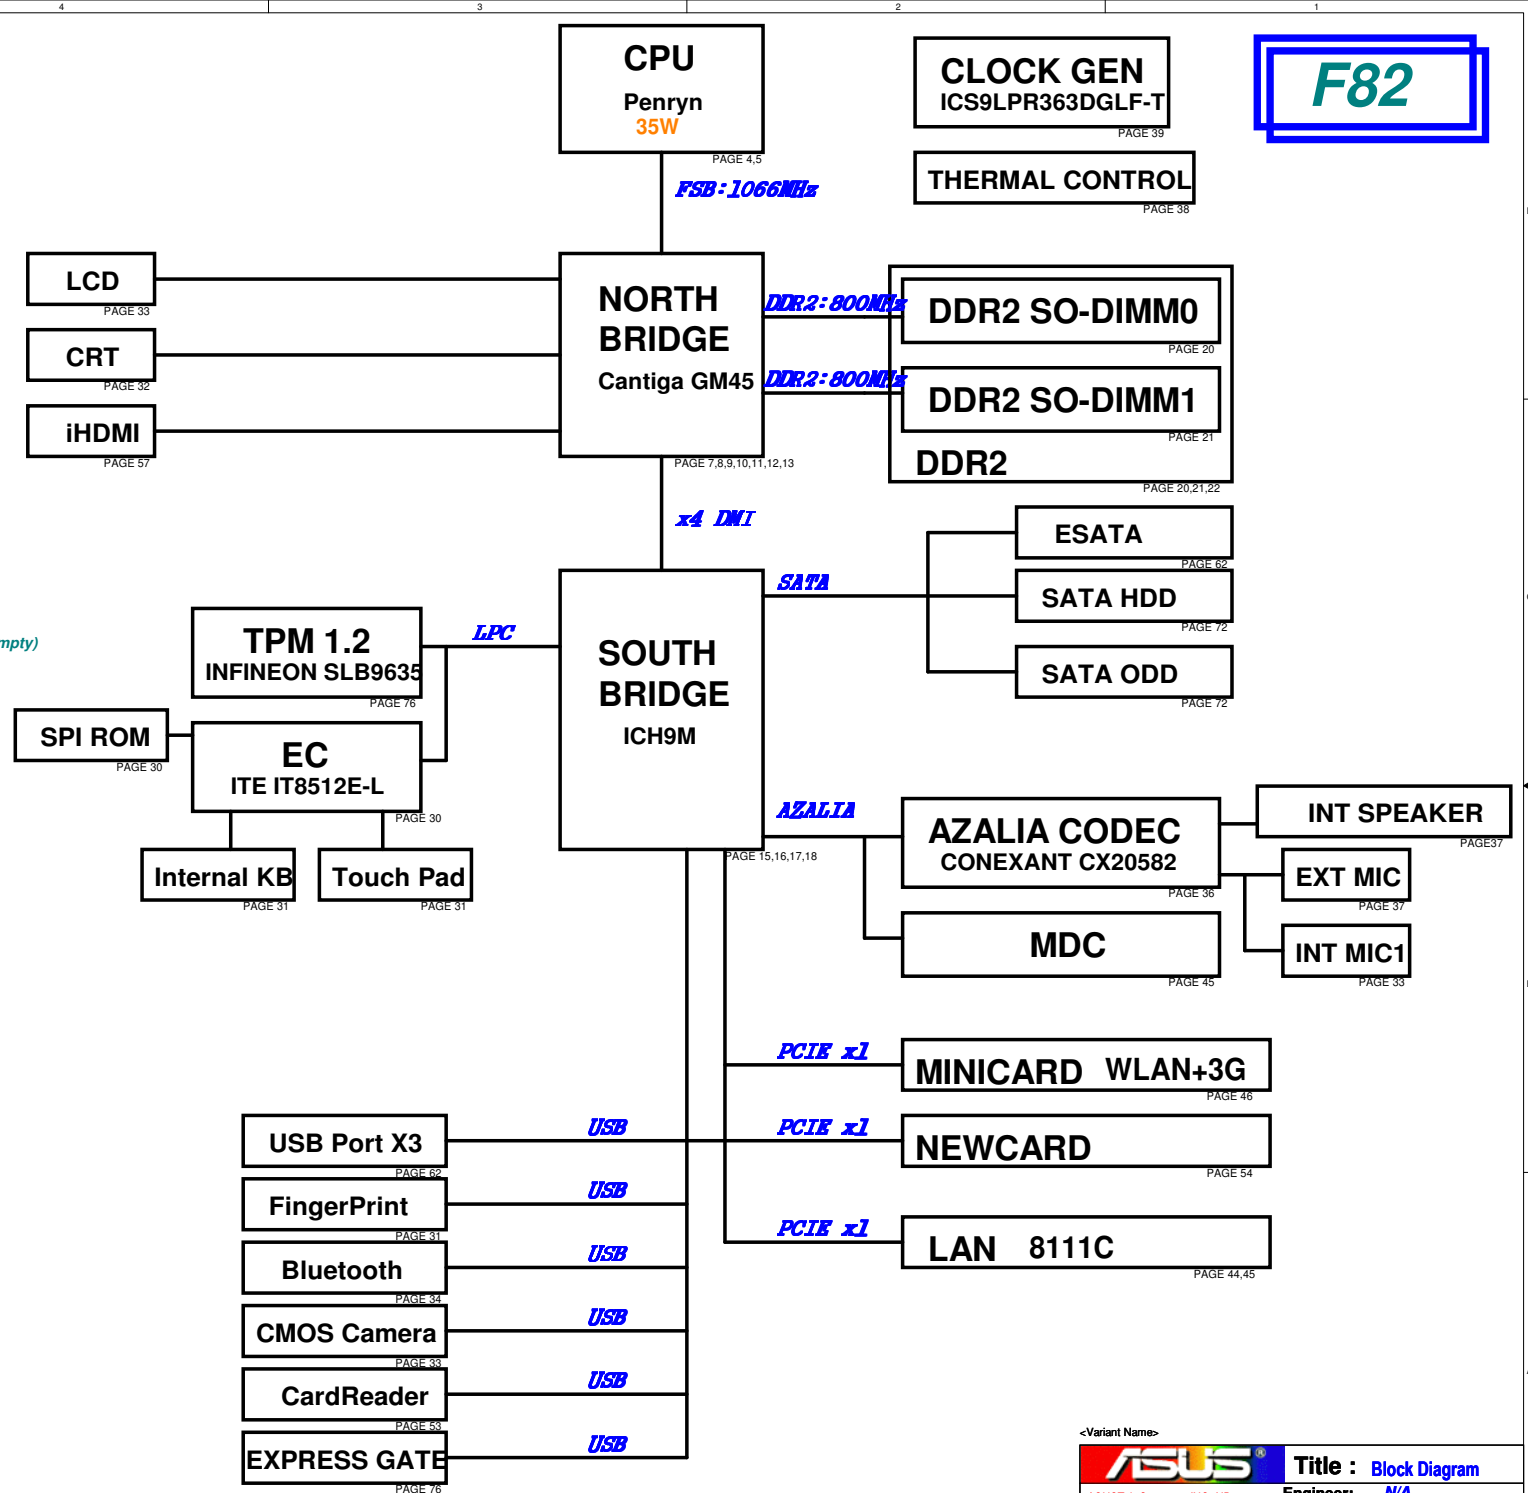 4
3
2
1
CPU
Penryn
35W
PAGE 4,5
FSB:1066MHz
CLOCK GEN
ICS9LPR363DGLF-T
PAGE 39
THERMAL CONTROL
PAGE 38
F82
LCD
PAGE 33
CRT
PAGE 32
iHDMI
PAGE 57
NORTH
BRIDGE
Cantiga GM45
PAGE 7,8,9,10,11,12,13
DDR2:800MHz
DDR2 SO-DIMM0
PAGE 20
DDR2:800MHz
DDR2 SO-DIMM1
PAGE 21
DDR2
PAGE 20,21,22
x4 DMI
SATA
ESATA
PAGE 62
SATA HDD
PAGE 72
SATA ODD
PAGE 72
mpty)
TPM 1.2
INFINEON SLB9635
PAGE 76
LPC
SOUTH
BRIDGE
ICH9M
PAGE 15,16,17,18
SPI ROM
PAGE 30
EC
ITE IT8512E-L
PAGE 30
Internal KB
PAGE 31
Touch Pad
PAGE 31
AZALIA
AZALIA CODEC
CONEXANT CX20582
PAGE 36
INT SPEAKER
PAGE37
EXT MIC
PAGE 37
INT MIC1
PAGE 33
MDC
PAGE 45
PCIE x1
MINICARD WLAN+3G
PAGE 46
PCIE x1
NEWCARD
PAGE 54
PCIE x1
LAN 8111C
PAGE 44,45
USB Port X3
USB
PAGE 62
FingerPrint
USB
PAGE 31
Bluetooth
USB
PAGE 34
CMOS Camera
USB
PAGE 33
CardReader
USB
PAGE 53
EXPRESS GATE
USB
PAGE 76
<Variant Name>
ASUS®
Title : Block Diagram
Engineer: N/A